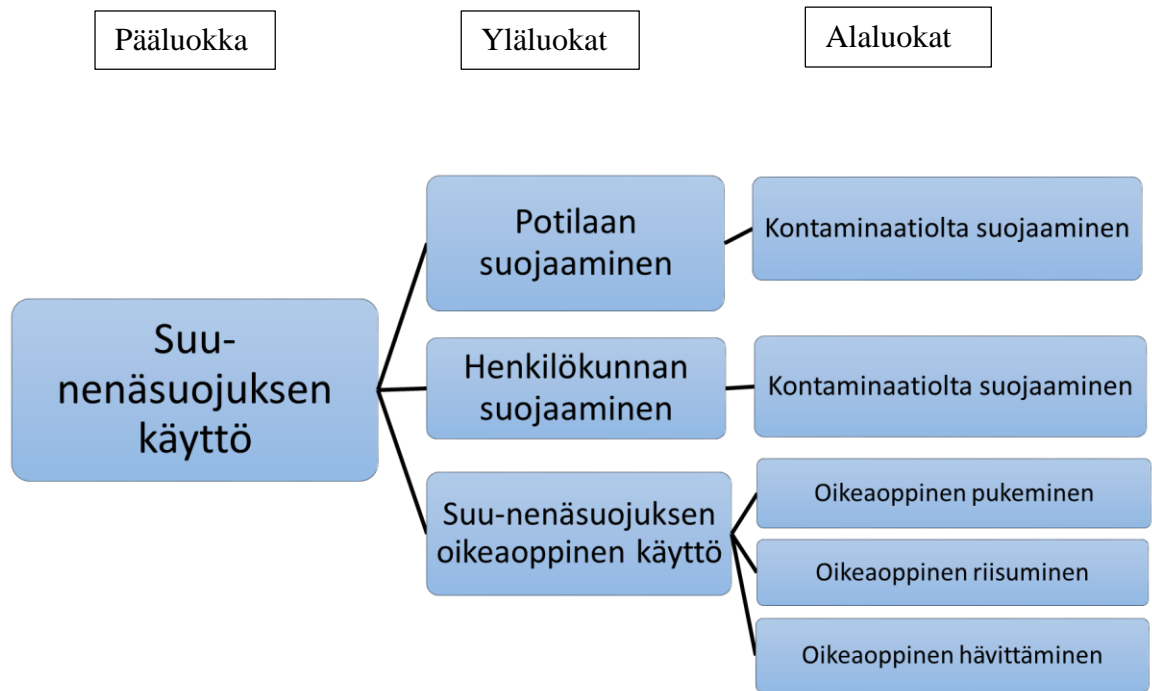 Pääluokka
Yläluokat
Alaluokat
Suu-
nenäsuojuksen
käyttö
Potilaan
suojaaminen
Kontaminaatiolta suojaaminen
Henkilökunnan
suojaaminen
Kontaminaatiolta suojaaminen
Suu-nenäsuojuksen
oikeaoppinen käyttö
Oikeaoppinen pukeminen
Oikeaoppinen riisuminen
Oikeaoppinen hävittäminen